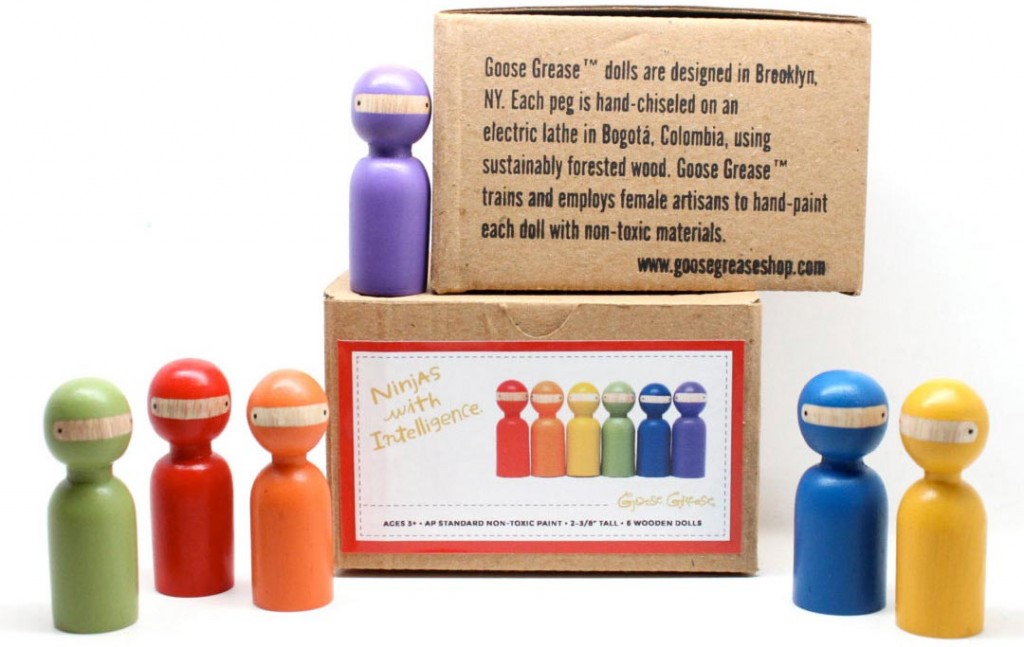 Goose Grease™ dolls are designed in Brooklyn,
NY. Each peg is hand-chiseled on an
electric lathe in Bogotá, Colombia, using
sustainably forested wood. Goose Grease™
trains and employs female artisans to hand-paint
each doll with non-toxic materials.
www.goosegreaseshop.com
Ninjas
with
Intelligence.
Goose Grease
AGES 3+ • AP STANDARD NON-TOXIC PAINT • 2-3/8" TALL • 6 WOODEN DOLLS